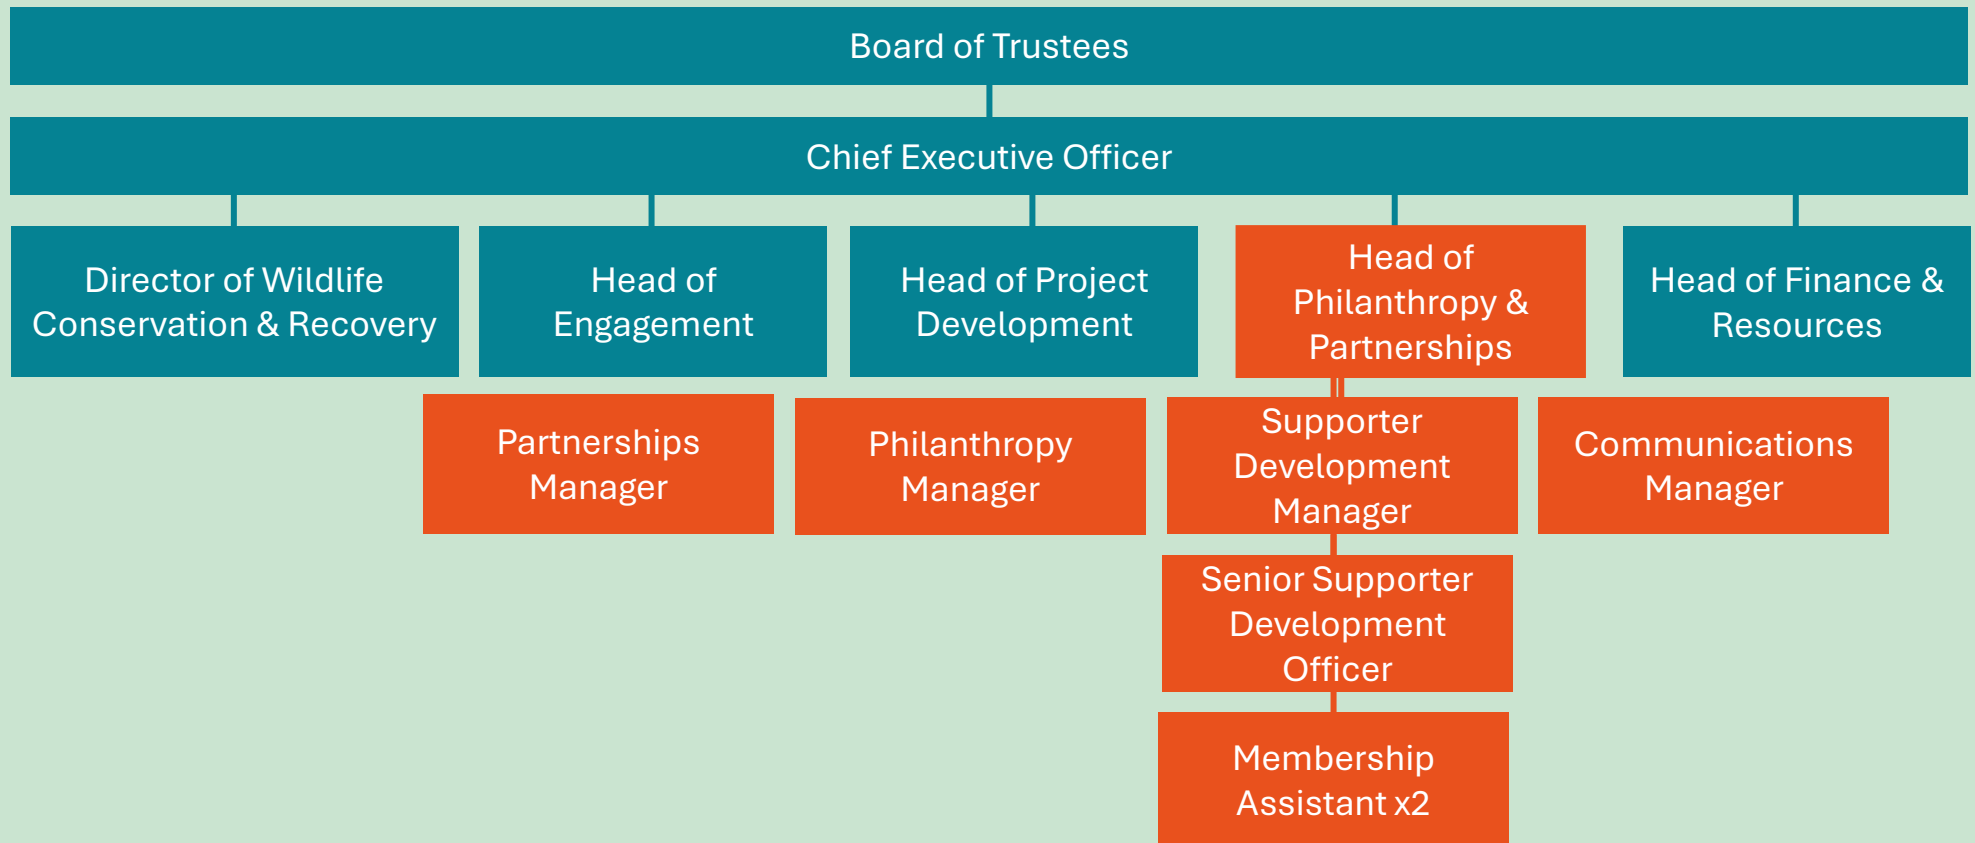 Board of Trustees
Chief Executive Officer
Director of Wildlife
Conservation & Recovery
Head of
Engagement
Head of Project
Development
Head of
Philanthropy &
Partnerships
Head of Finance &
Resources
Partnerships
Manager
Philanthropy
Manager
Supporter
Development
Manager
Communications
Manager
Senior Supporter
Development
Officer
Membership
Assistant x2